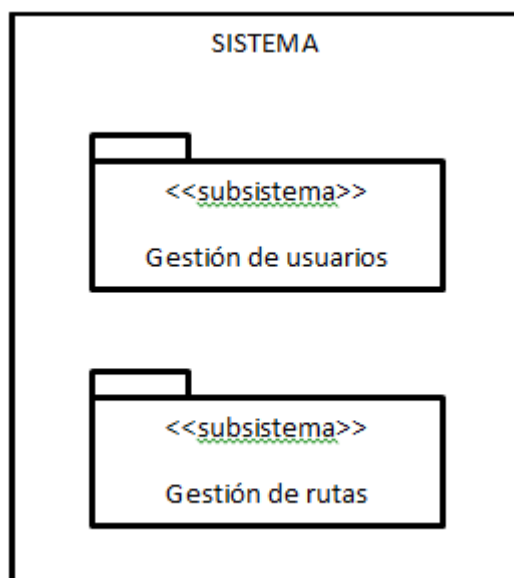 SISTEMA
<<subsistema>>
Gestión de usuarios
<<subsistema>>
Gestión de rutas